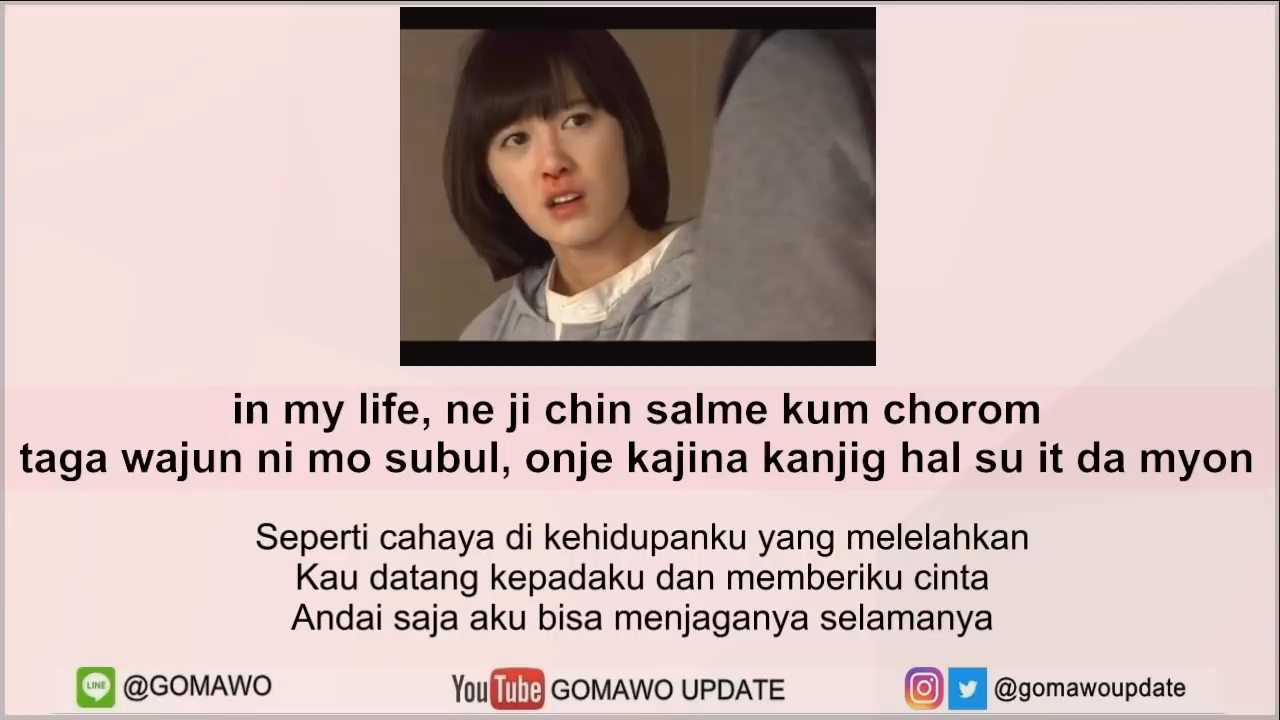 in my life, ne ji chin salme kum chorom
taga wajun ni mo subul, onje kajina kanjig hal su it da myon
Seperti cahaya di kehidupanku yang melelahkan
Kau datang kepadaku dan memberiku cinta
Andai saja aku bisa menjaganya selamanya
LINE @GOMAWO YouTube GOMAWO UPDATE @gomawoupdate